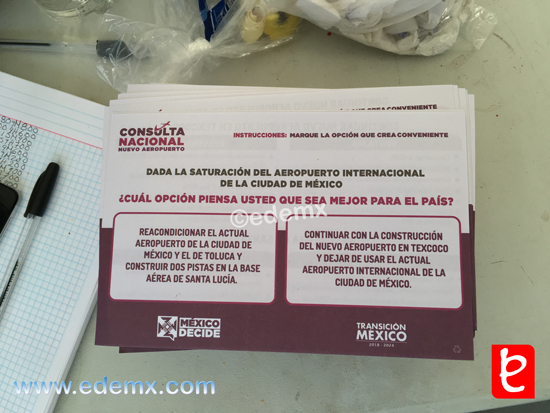 QUE CREA CONVENIENTE
CONSULTA
NACIONAL
NUEVO AEROPUERTO
INSTRUCCIONES: MARQUE LA OPCIÓN QUE CREA CONVENIENTE
DADA LA SATURACIÓN DEL AEROPUERTO INTERNACIONAL
DE LA CIUDAD DE MÉXICO
¿CUÁL OPCIÓN PIENSA USTED QUE SEA MEJOR PARA EL PAÍS?
©edemx
REACONDICIONAR EL ACTUAL
AEROPUERTO DE LA CIUDAD DE
MÉXICO Y EL DE TOLUCA Y
CONSTRUIR DOS PISTAS EN LA BASE
AÉREA DE SANTA LUCÍA.
CONTINUAR CON LA CONSTRUCCIÓN
DEL NUEVO AEROPUERTO EN TEXCOCO
Y DEJAR DE USAR EL ACTUAL
AEROPUERTO INTERNACIONAL DE LA
CIUDAD DE MÉXICO.
MÉXICO
DECIDE
TRANSICIÓN
MÉXICO
2018 - 2024
www.edemx.com